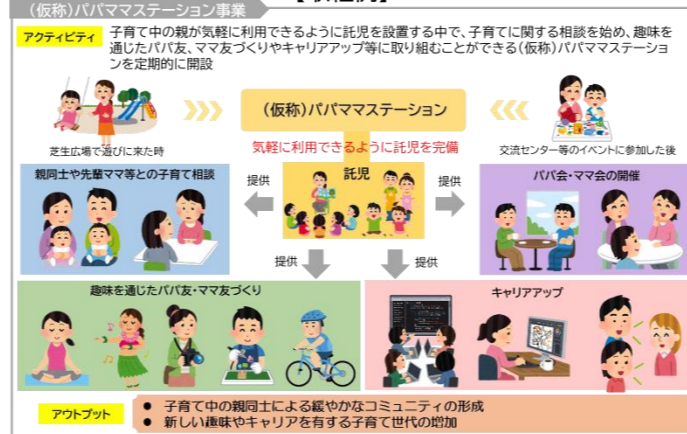 (仮称)パパママステーション事業
アクティビティ
子育て中の親が気軽に利用できるように託児を設置する中で、子育てに関する相談を始め、趣味を
通じたパパ友、ママ友づくりやキャリアアップ等に取り組むことができる(仮称)パパママステーショ
ンを定期的に開設
(仮称)パパママステーション
芝生広場で遊びに来た時
気軽に利用できるように託児を完備
交流センター等のイベントに参加した後
親同士や先輩ママ等との子育て相談
提供
託児
提供
パパ会・ママ会の開催
提供
提供
趣味を通じたパパ友・ママ友づくり
キャリアアップ
アウトプット
● 子育て中の親同士による緩やかなコミュニティの形成
● 新しい趣味やキャリアを有する子育て世代の増加